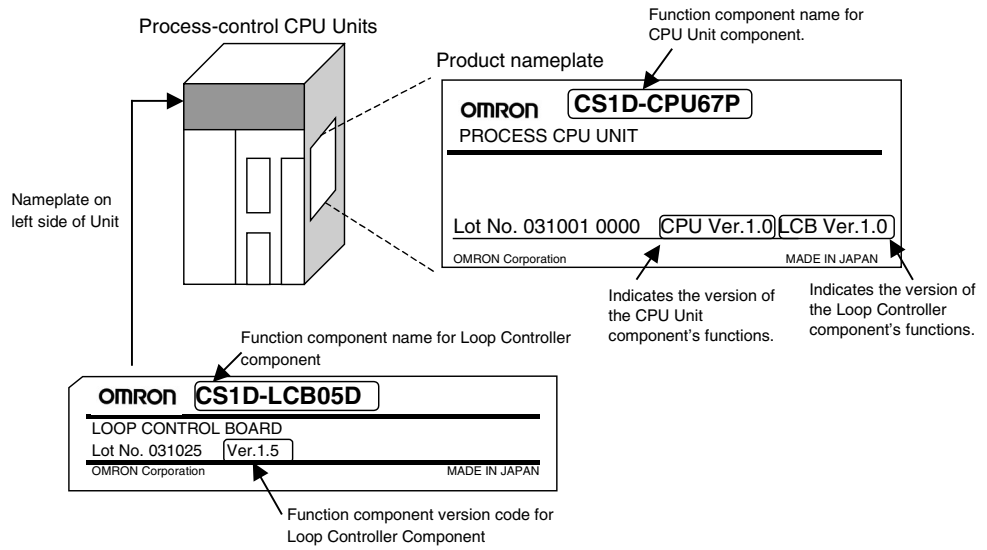 Process-control CPU Units
Function component name for
CPU Unit component.
Product nameplate
OMRON CS1D-CPU67P
PROCESS CPU UNIT
Nameplate on
left side of Unit
Lot No. 031001 0000 CPU Ver.1.0 LCB Ver.1.0
OMRON Corporation MADE IN JAPAN
Indicates the version of
the CPU Unit
component's functions.
Indicates the version of
the Loop Controller
component's functions.
Function component name for Loop Controller
component
OMRON CS1D-LCB05D
LOOP CONTROL BOARD
Lot No. 031025 Ver.1.5
OMRON Corporation MADE IN JAPAN
Function component version code for
Loop Controller Component